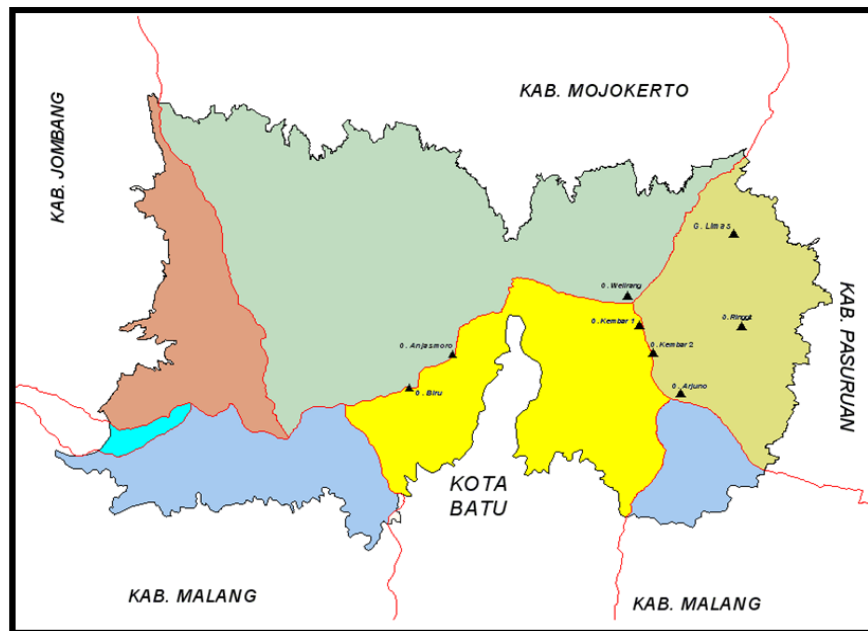 KAB. MOJOKERTO
KAB. JOMBANG
G. Limas
G. Welirang
KAB. PASURUAN
G. Kembar 1
G. Ringgit
G. Anjasmoro
G. Kembar 2
G. Biru
G. Arjuno
KOTA
BATU
KAB. MALANG
KAB. MALANG